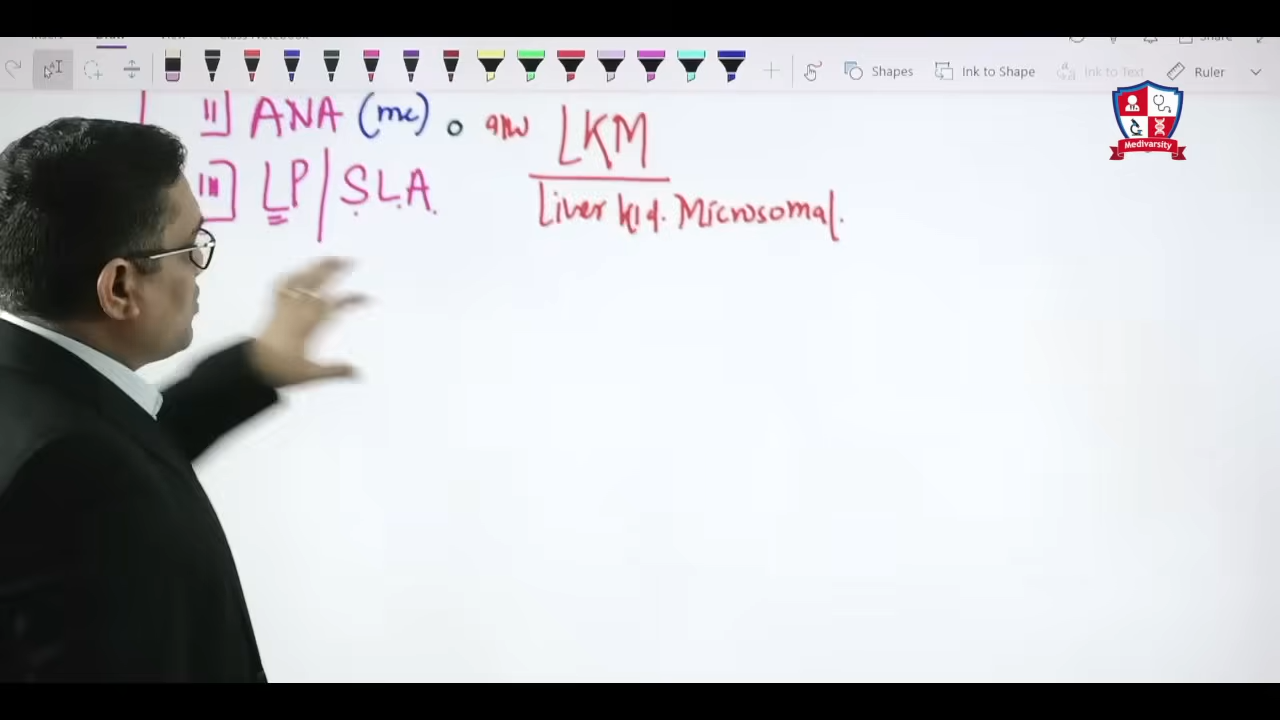 Shapes Ink to Shape Ink to Text Ruler
II] ANA (mc) LKM
III] LP/SLA Liver kid. Microsomal.
Medivarsity